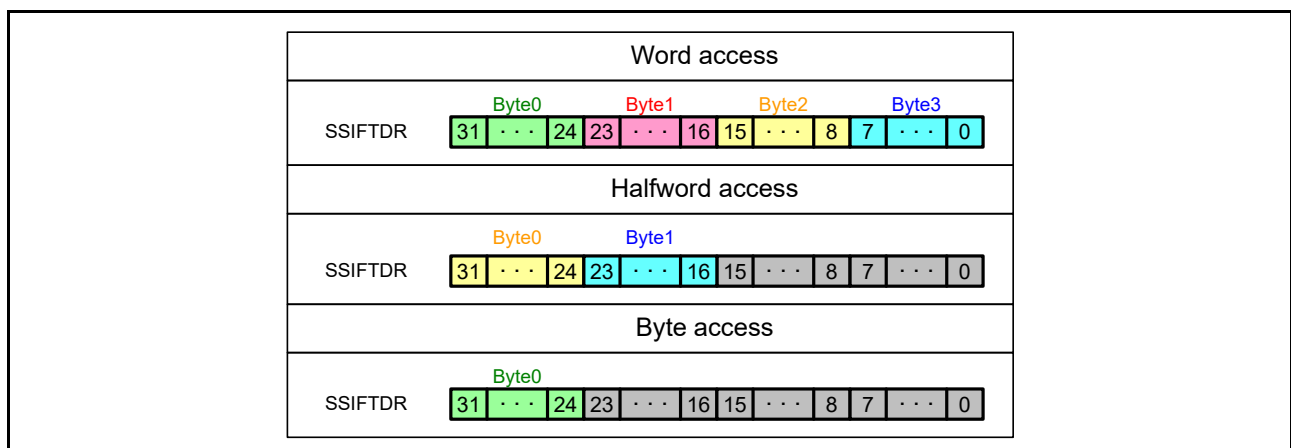 Word access
Byte0 Byte1 Byte2 Byte3
SSIFTDR 31 · · · 24 23 · · · 16 15 · · · 8 7 · · · 0
Halfword access
Byte0 Byte1
SSIFTDR 31 · · · 24 23 · · · 16 15 · · · 8 7 · · · 0
Byte access
Byte0
SSIFTDR 31 · · · 24 23 · · · 16 15 · · · 8 7 · · · 0